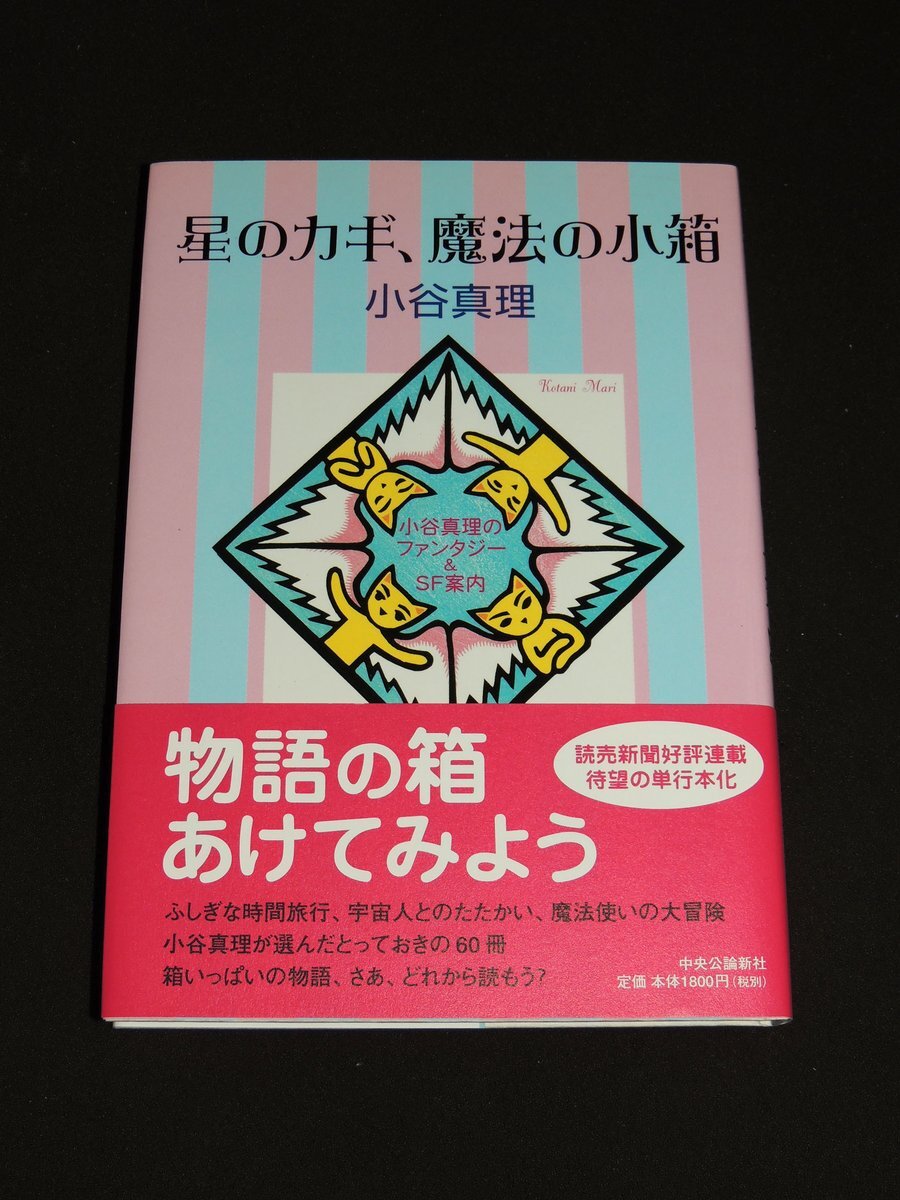 星のカギ、魔法の小箱
小谷真理
Kotani Mari
小谷真理の
ファンタジー
&
SF案内
物語の箱
あけてみよう
読売新聞好評連載
待望の単行本化
ふしぎな時間旅行、宇宙人とのたたかい、魔法使いの大冒険
小谷真理が選んだとっておきの60冊
箱いっぱいの物語、さあ、どれから読もう?
中央公論新社
定価 本体1800円(税別)